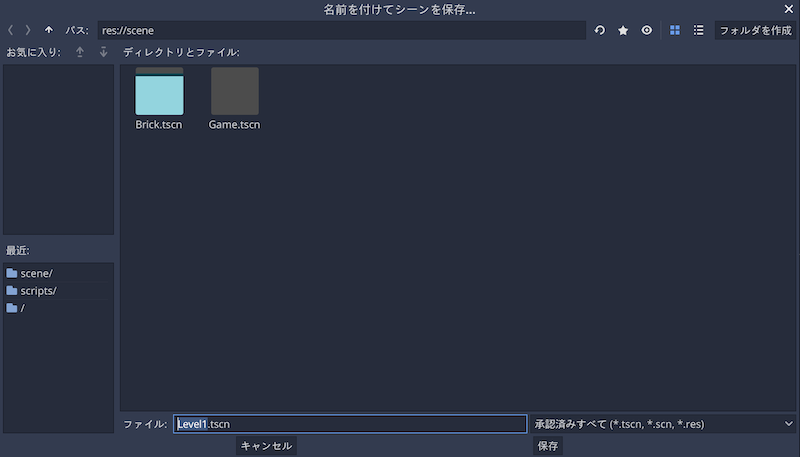 名前を付けてシーンを保存...
パス: res://scene フォルダを作成
お気に入り: ディレクトリとファイル:
Brick.tscn Game.tscn
最近:
scene/
scripts/
/
ファイル: Level1.tscn 承認済みすべて (*.tscn, *.scn, *.res)
キャンセル 保存